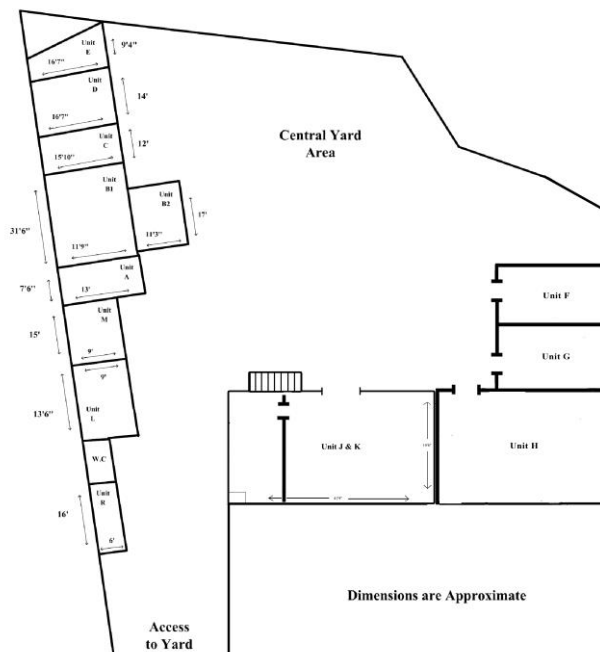 Unit
E
9'4"
16'7"
Unit
D
14'
16'7"
Unit
C
12'
15'10"
Central Yard
Area
Unit
B1
Unit
B2
17'
31'6"
11'9"
11'3"
Unit
A
7'6"
13'
Unit
M
15'
9'
9'
13'6"
Unit
L
W.C
Unit
R
16'
6'
Unit F
Unit G
Unit J & K
Unit H
Dimensions are Approximate
Access
to Yard